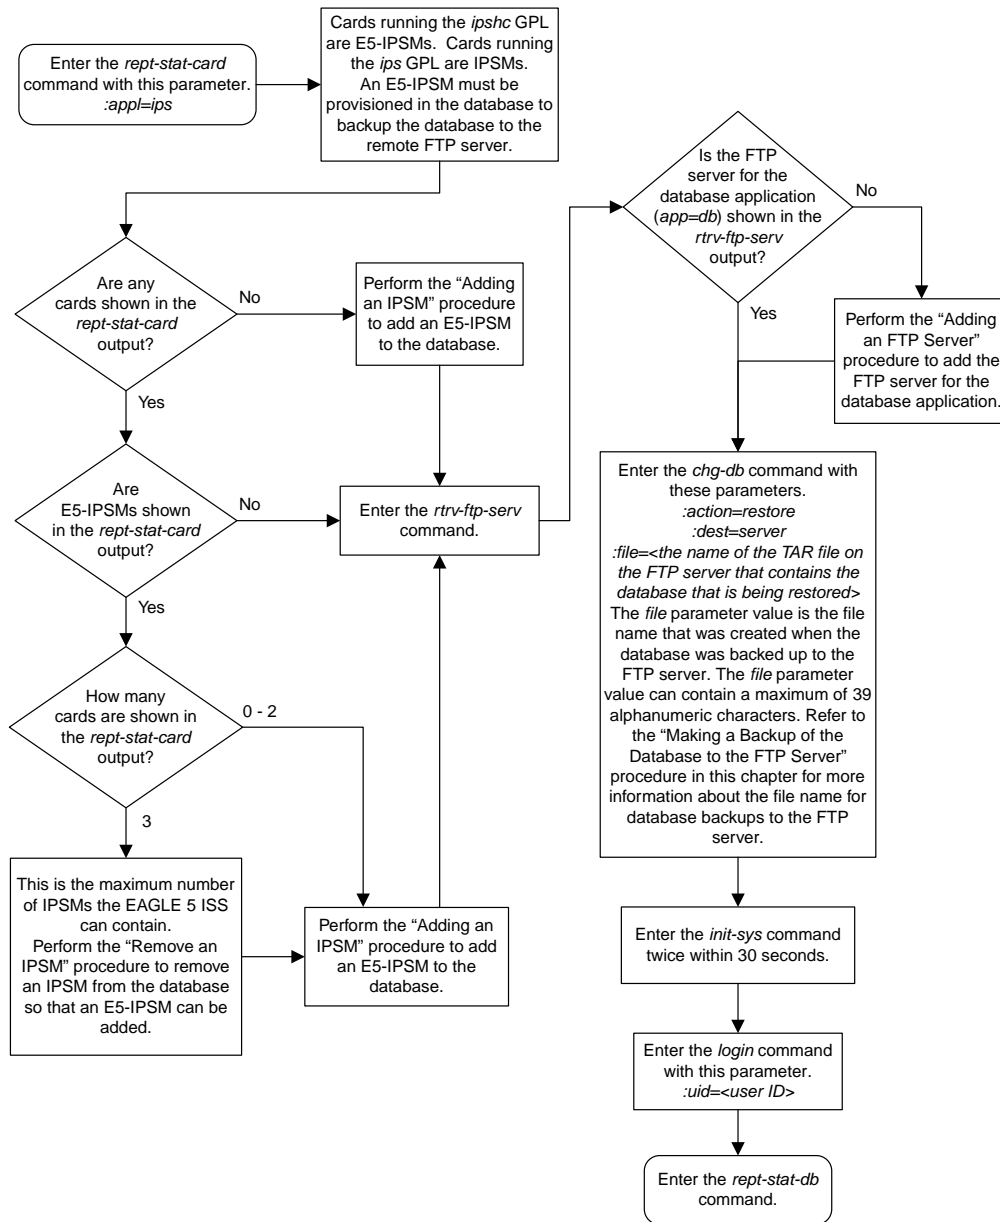 Enter the rept-stat-card
command with this parameter.
:appl=ips
Cards running the ipshc GPL
are E5-IPSMs.  Cards running
the ips GPL are IPSMs.
An E5-IPSM must be
provisioned in the database to
backup the database to the
remote FTP server.
Are any
cards shown in the
rept-stat-card
output?
No
Yes
Perform the “Adding
an IPSM” procedure
to add an E5-IPSM
to the database.
Are
E5-IPSMs shown
in the rept-stat-card
output?
No
Yes
Enter the rtrv-ftp-serv
command.
How many
cards are shown in
the rept-stat-card
output?
0 - 2
3
This is the maximum number
of IPSMs the EAGLE 5 ISS
can contain.
Perform the “Remove an
IPSM” procedure to remove
an IPSM from the database
so that an E5-IPSM can be
added.
Perform the “Adding an
IPSM” procedure to add
an E5-IPSM to the
database.
Is the FTP
server for the
database application
(app=db) shown in the
rtrv-ftp-serv
output?
No
Yes
Perform the “Adding
an FTP Server”
procedure to add the
FTP server for the
database application.
Enter the chg-db command with
these parameters.
:action=restore
:dest=server
:file=<the name of the TAR file on
the FTP server that contains the
database that is being restored>
The file parameter value is the file
name that was created when the
database was backed up to the
FTP server. The file parameter
value can contain a maximum of 39
alphanumeric characters. Refer to
the “Making a Backup of the
Database to the FTP Server”
procedure in this chapter for more
information about the file name for
database backups to the FTP
server.
Enter the init-sys command
twice within 30 seconds.
Enter the login command
with this parameter.
:uid=<user ID>
Enter the rept-stat-db
command.